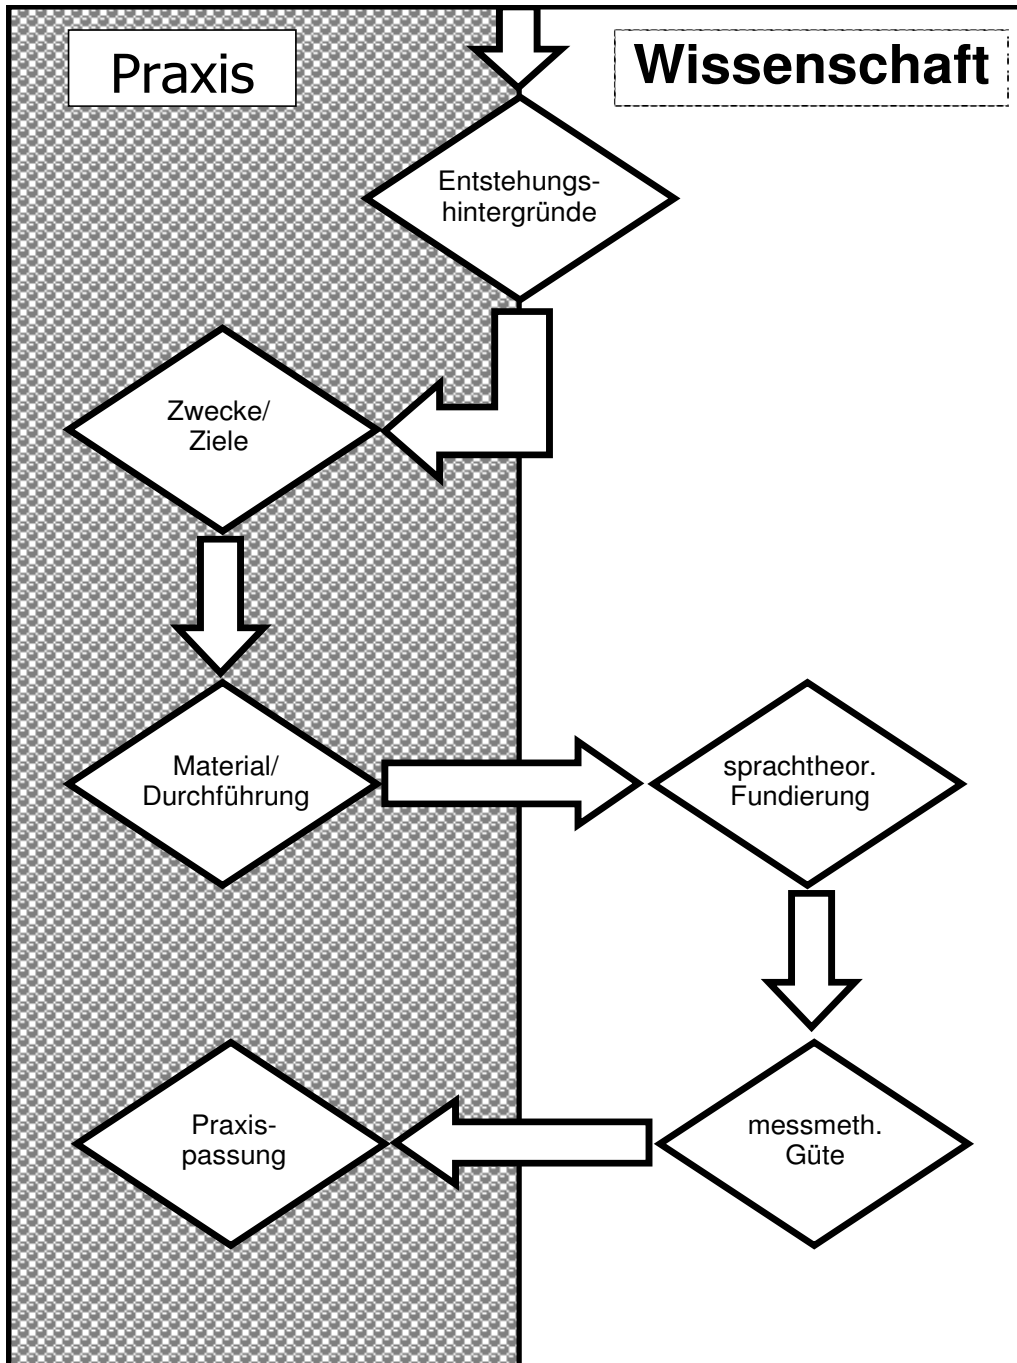 Praxis
Wissenschaft
Entstehungs-
hintergründe
Zwecke/
Ziele
Material/
Durchführung
sprachtheor.
Fundierung
messmeth.
Güte
Praxis-
passung